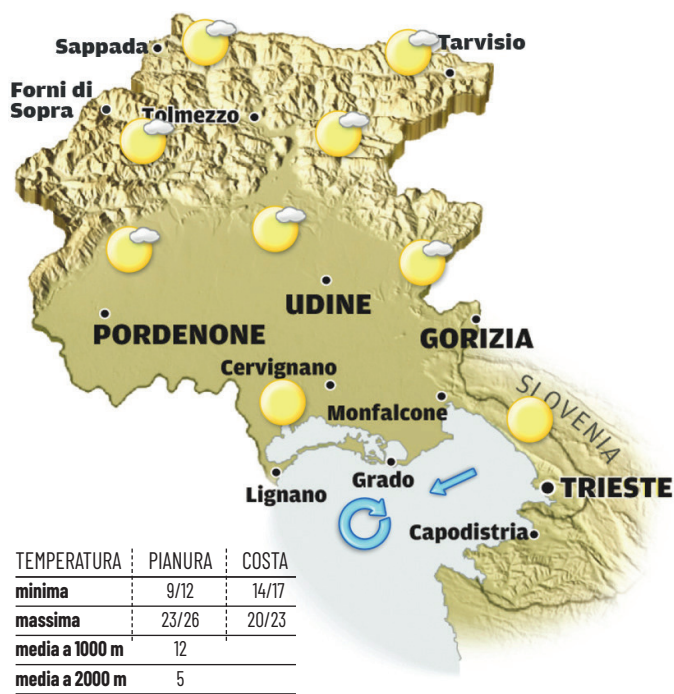 Sappada
Tarvisio
Forni di
Sopra
Tolmezzo
UDINE
PORDENONE
GORIZIA
Cervignano
SLOVENIA
Monfalcone
Grado
Lignano
TRIESTE
Capodistria
TEMPERATURA PIANURA COSTA
minima 9/12 14/17
massima 23/26 20/23
media a 1000 m 12
media a 2000 m 5